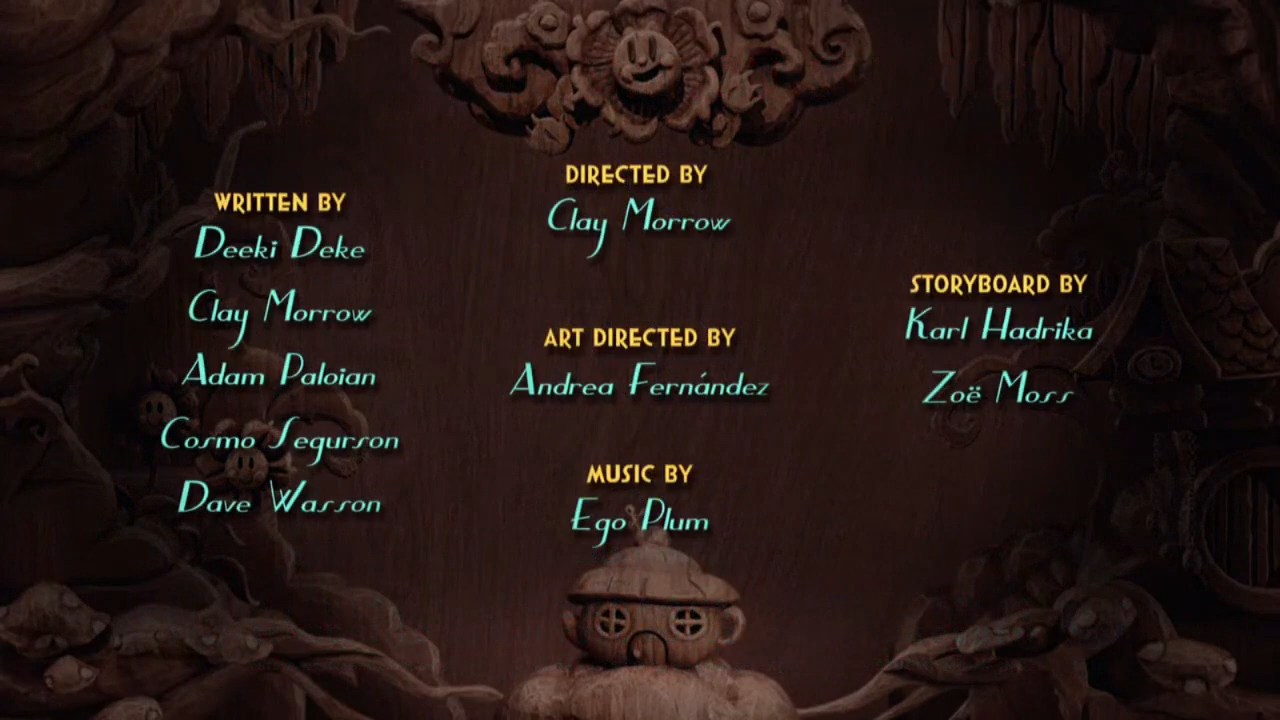 WRITTEN BY
Deeki Deke
Clay Morrow
Adam Paloian
Cosmo Segurson
Dave Wasson
DIRECTED BY
Clay Morrow
ART DIRECTED BY
Andrea Fernández
MUSIC BY
Ego Plum
STORYBOARD BY
Karl Hadrika
Zoë Moss